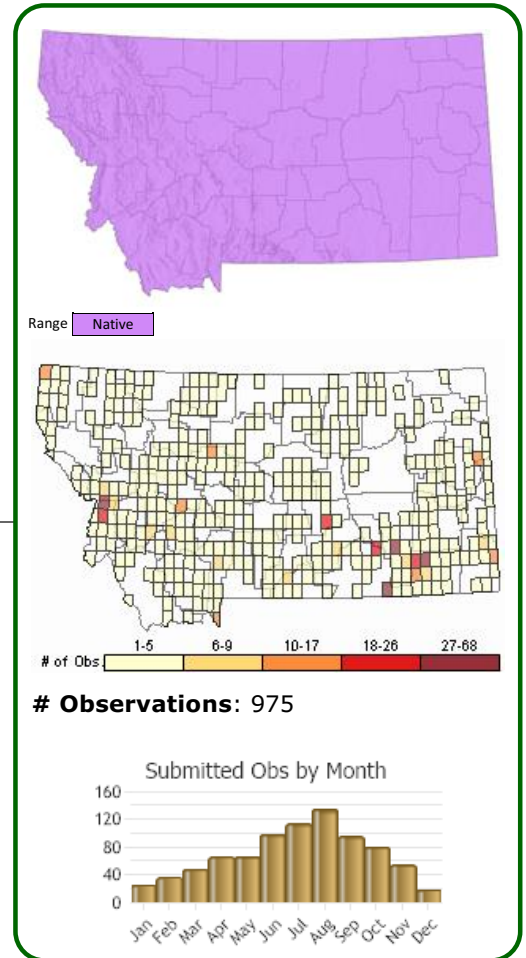 Range Native
1-5 6-9 10-17 18-26 27-68
# of Obs.
# Observations: 975
Submitted Obs by Month
160
120
80
40
0
Jan Feb Mar Apr May Jun Jul Aug Sep Oct Nov Dec